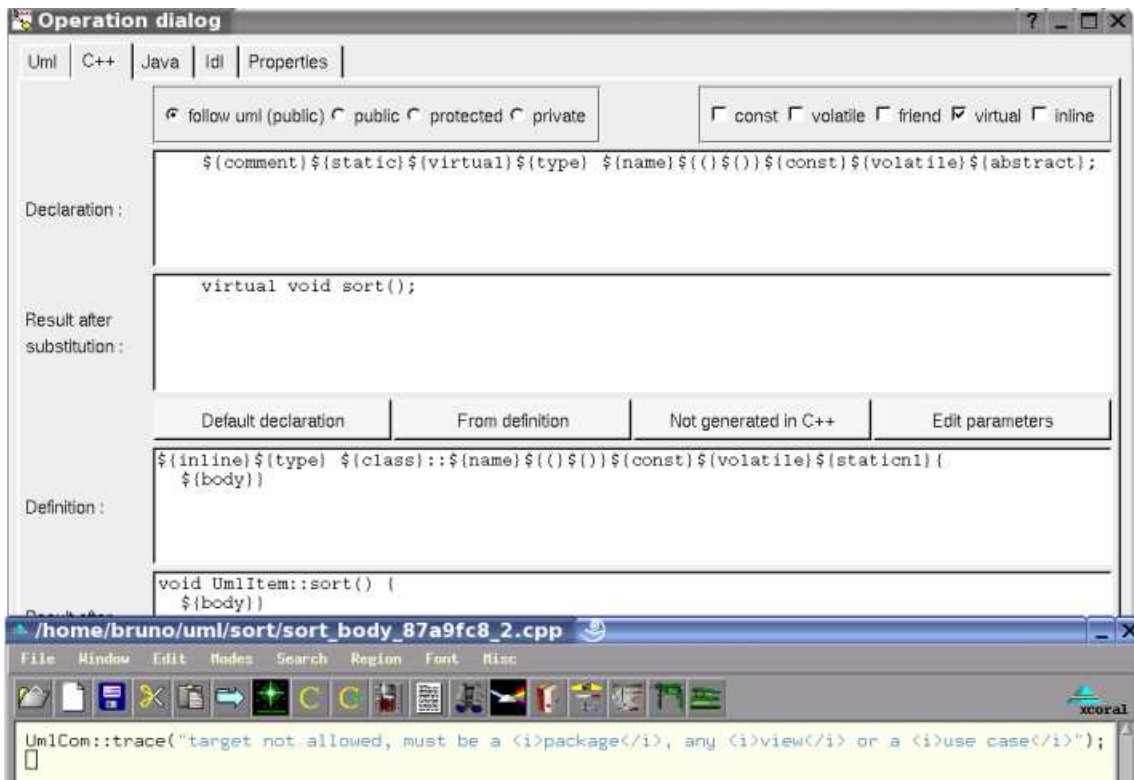 Operation dialog
Uml C++ Java Idl Properties
follow uml (public) public protected private const volatile friend virtual inline
Declaration :
${comment}${static}${virtual}${type} ${name}${(}${)}${const}${volatile}${abstract};
Result after substitution :
virtual void sort();
Default declaration From definition Not generated in C++ Edit parameters
Definition :
${inline}${type} ${class}::${name}${(}${)}${const}${volatile}${staticnl}{
${body}}
void UmlItem::sort() {
${body}}
/home/bruno/uml/sort/sort_body_87a9fc8_2.cpp
File Window Edit Modes Search Region Font Misc
xcoral
UmlCom::trace("target not allowed, must be a <i>package</i>, any <i>view</i> or a <i>use case</i>");